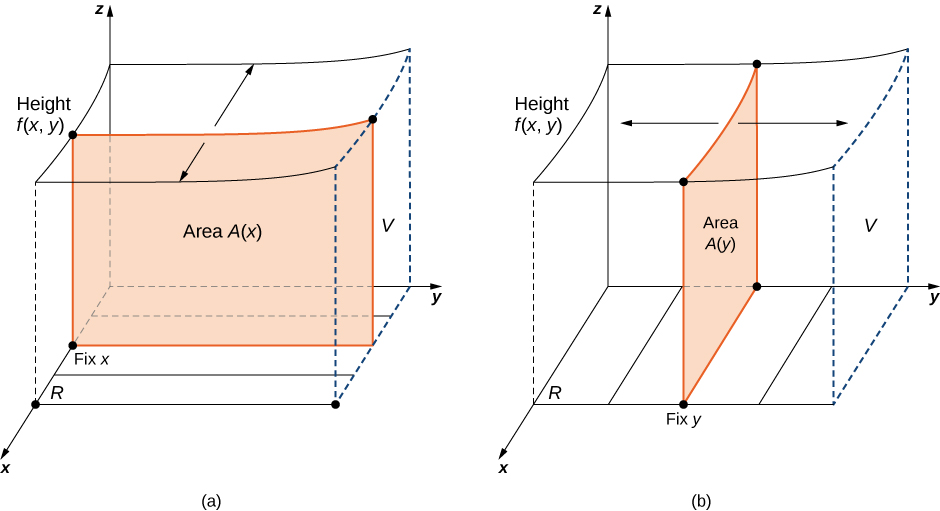 z
Height
f(x, y)
Area A(x)
V
y
Fix x
R
x
(a)
z
Height
f(x, y)
Area
A(y)
V
y
R
Fix y
x
(b)